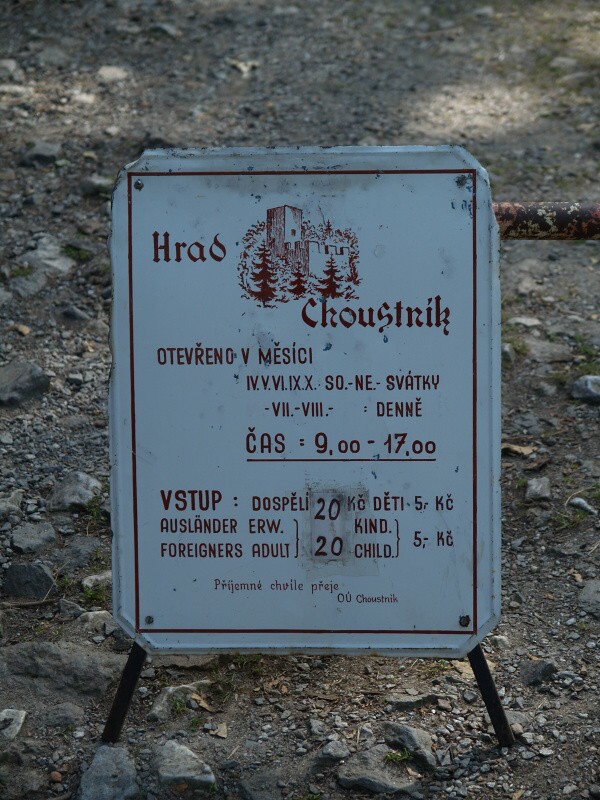 Hrad
Choustník
OTEVŘENO V MĚSÍCI
IV.V.VI.IX.X. SO.-NE.- SVÁTKY
-VII.-VIII.- : DENNĚ
ČAS : 9,00 - 17,00
VSTUP : DOSPĚLÍ 20 Kč DĚTI 5,- Kč
AUSLÄNDER ERW. } KIND. }
FOREIGNERS ADULT } 20 CHILD. } 5,- Kč
Příjemné chvíle přeje
OÚ Choustník